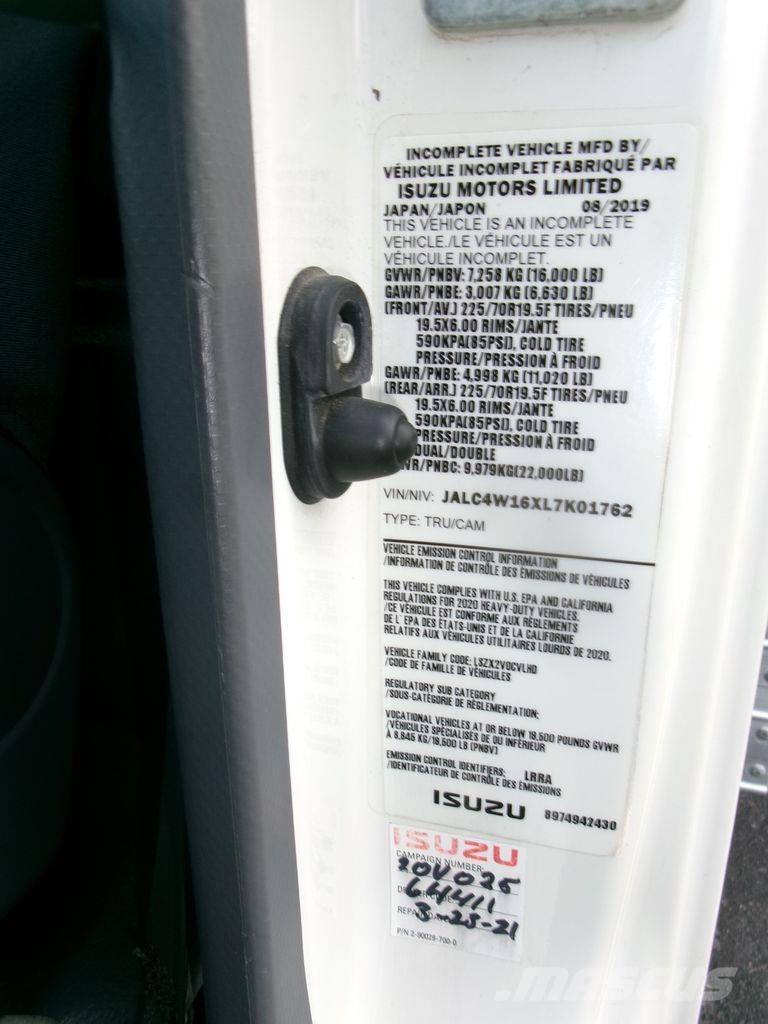 INCOMPLETE VEHICLE MFD BY/
VÉHICULE INCOMPLET FABRIQUÉ PAR
ISUZU MOTORS LIMITED
JAPAN/JAPON 08/2019
THIS VEHICLE IS AN INCOMPLETE
VEHICLE./LE VÉHICULE EST UN
VÉHICULE INCOMPLET.
GVWR/PNBV: 7,258 KG (16,000 LB)
GAWR/PNBE: 3,007 KG (6,630 LB)
(FRONT/AV.) 225/70R19.5F TIRES/PNEU
19.5X6.00 RIMS/JANTE
590KPA(85PSI), COLD TIRE
PRESSURE/PRESSION À FROID
GAWR/PNBE: 4,998 KG (11,020 LB)
(REAR/ARR.) 225/70R19.5F TIRES/PNEU
19.5X6.00 RIMS/JANTE
590KPA(85PSI), COLD TIRE
PRESSURE/PRESSION À FROID
DUAL/DOUBLE
WR/PNBC: 9,979KG(22,000LB)
VIN/NIV: JALC4W16XL7K01762
TYPE: TRU/CAM
VEHICLE EMISSION CONTROL INFORMATION
/INFORMATION DE CONTRÔLE DES ÉMISSIONS DE VÉHICULES
THIS VEHICLE COMPLIES WITH U.S. EPA AND CALIFORNIA
REGULATIONS FOR 2020 HEAVY-DUTY VEHICLES.
/CE VÉHICULE EST CONFORME AUX RÈGLEMENTS
DE L'EPA DES ÉTATS-UNIS ET DE LA CALIFORNIE
RELATIFS AUX VÉHICULES UTILITAIRES LOURDS DE 2020.
VEHICLE FAMILY CODE: LSZX2VOCVLHD
/CODE DE FAMILLE DE VÉHICULES
REGULATORY SUB CATEGORY
/SOUS-CATÉGORIE DE RÉGLEMENTATION:
VOCATIONAL VEHICLES AT OR BELOW 19,500 POUNDS GVWR
/VÉHICULES SPÉCIALISÉS DE OU INFÉRIEUR
À 8,845 KG/19,500 LB (PNBV)
EMISSION CONTROL IDENTIFIERS: LRRA
/IDENTIFICATEUR DE CONTRÔLE DES ÉMISSIONS
ISUZU 8974942430
ISUZU
CAMPAIGN NUMBER:
20V025
64411
REPAI 3-25-21
P/N 2-90028-700-0
.MASCUS